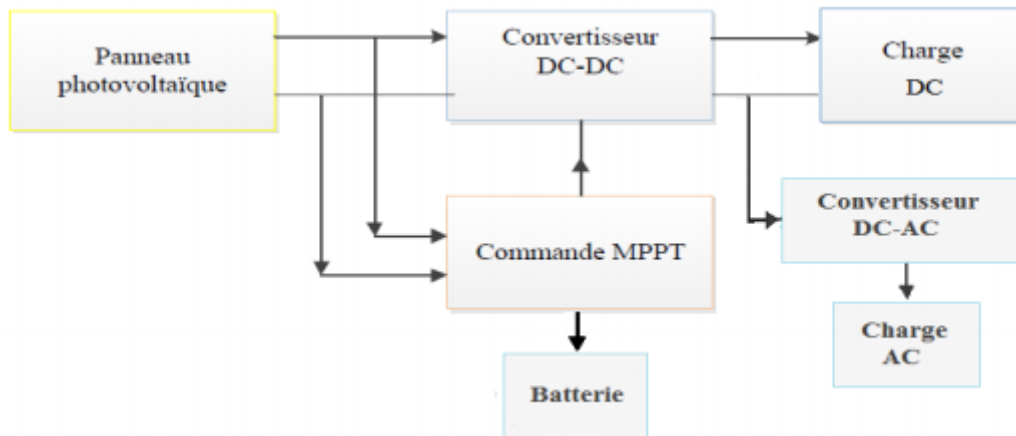 Panneau
photovoltaïque
Convertisseur
DC-DC
Charge
DC
Commande MPPT
Convertisseur
DC-AC
Batterie
Charge
AC